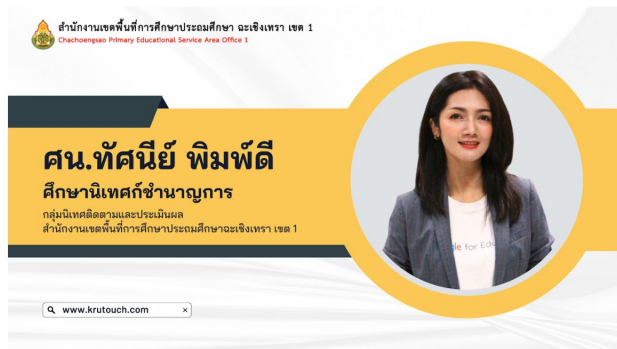 สำนักงานเขตพื้นที่การศึกษาประถมศึกษา ฉะเชิงเทรา เขต 1
Chachoengsao Primary Educational Service Area Office 1
ศน.ทัศนีย์ พิมพ์ดี
ศึกษานิเทศก์ชำนาญการ
กลุ่มนิเทศติดตามและประเมินผล
สำนักงานเขตพื้นที่การศึกษาประถมศึกษาฉะเชิงเทรา เขต 1
for Edu
www.krutouch.com